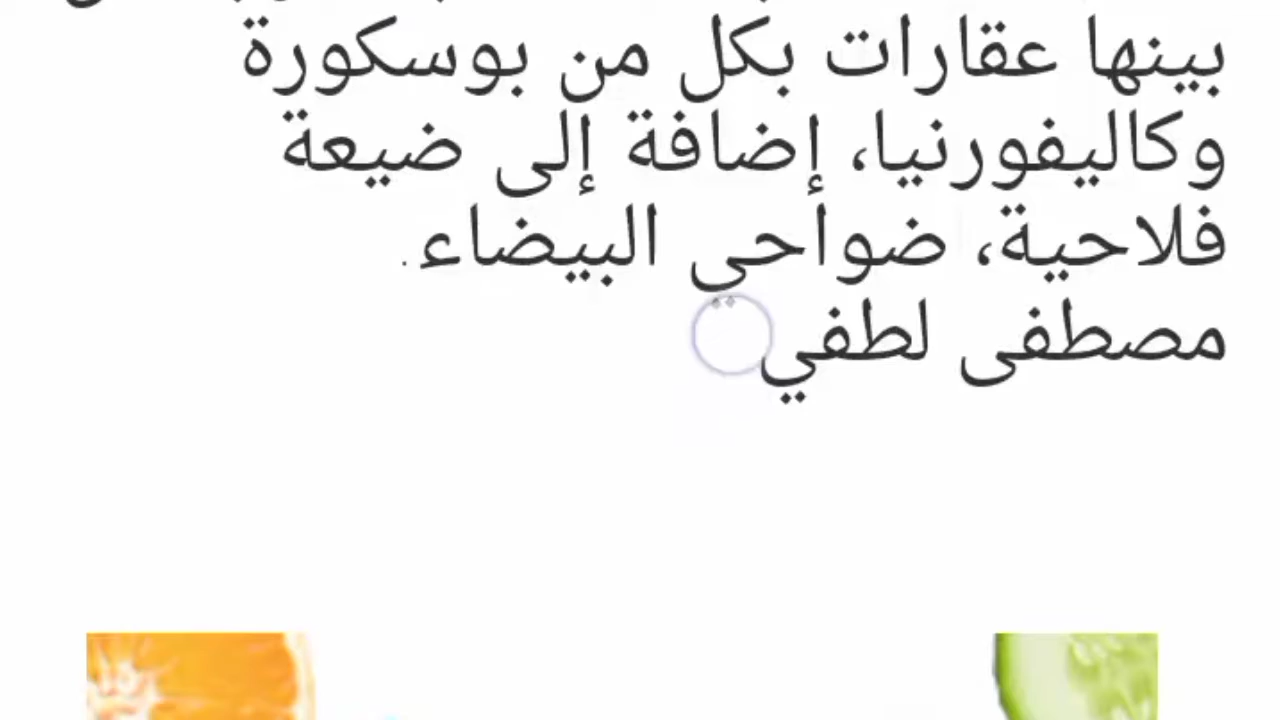 بينها عقارات بكل من بوسكورة
وكاليفورنيا، إضافة إلى ضيعة
فلاحية، ضواحي البيضاء.
مصطفى لطفي